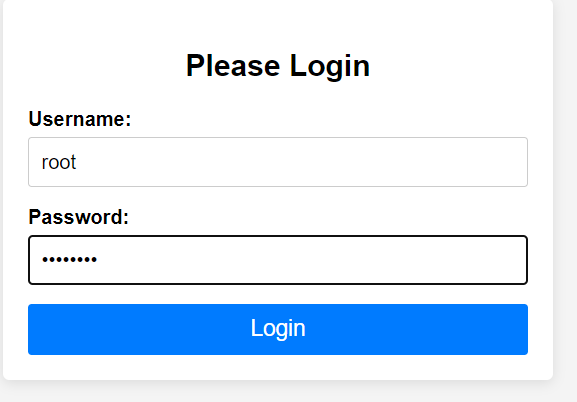 Please Login
Username:
root
Password:
••••••••
Login